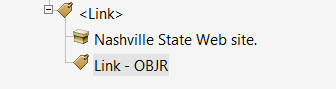 <Link>
Nashville State Web site.
Link - OBJR